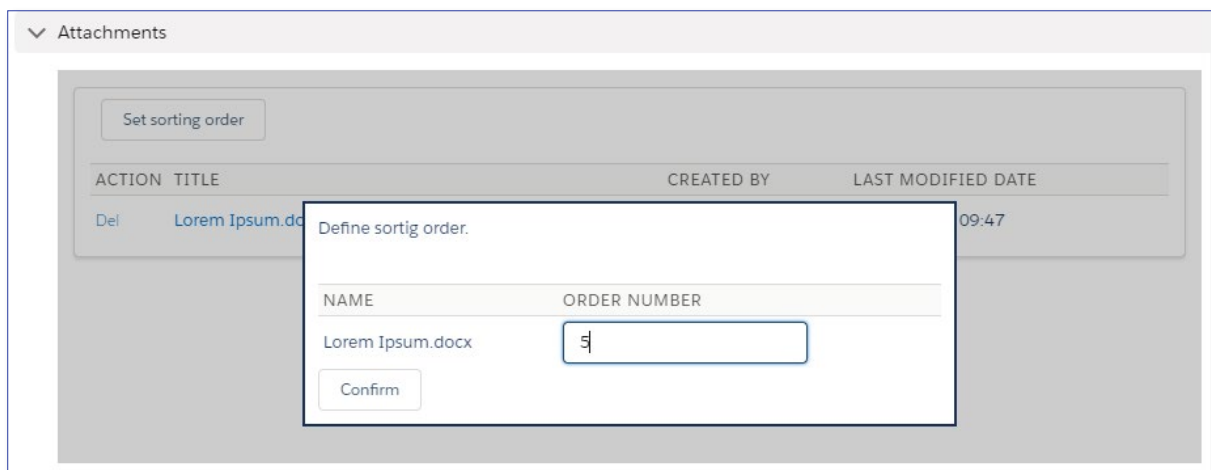 Attachments
Set sorting order
ACTION TITLE CREATED BY LAST MODIFIED DATE
Del Lorem Ipsum.do 09:47
Define sortig order.
NAME ORDER NUMBER
Lorem Ipsum.docx 5
Confirm